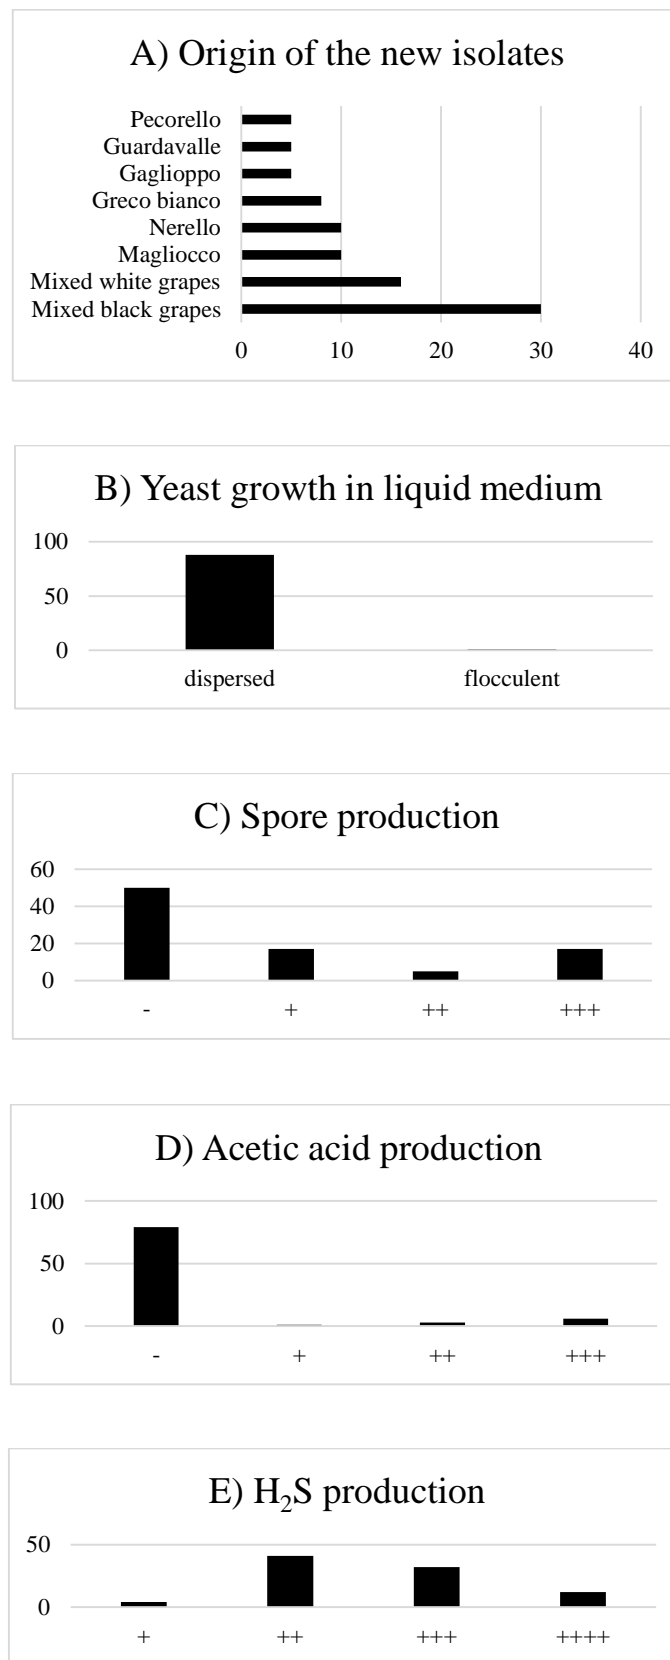 A) Origin of the new isolates
Pecorello
Guardavalle
Gaglioppo
Greco bianco
Nerello
Magliocco
Mixed white grapes
Mixed black grapes
0 10 20 30 40
B) Yeast growth in liquid medium
100
50
0
dispersed flocculent
C) Spore production
60
40
20
0
- + ++ +++
D) Acetic acid production
100
50
0
- + ++ +++
E) H₂S production
50
0
+ ++ +++ ++++